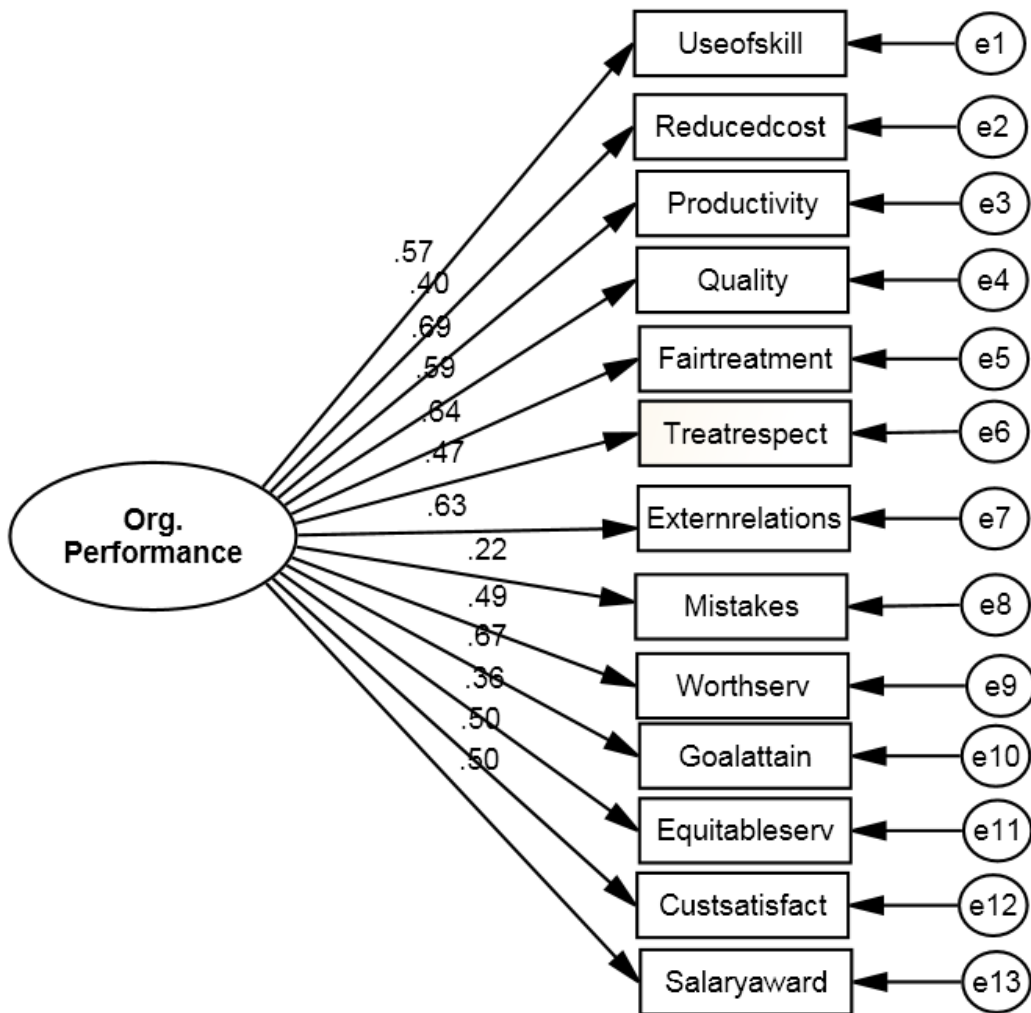 Useofskill
e1
Reducedcost
e2
Productivity
e3
Quality
e4
Fairtreatment
e5
Treatrespect
e6
Externrelations
e7
Mistakes
e8
Worthserv
e9
Goalattain
e10
Equitableserv
e11
Custsatisfact
e12
Salaryaward
e13
.57
.40
.69
.59
.64
.47
.63
.22
.49
.67
.36
.50
.50
Org.
Performance